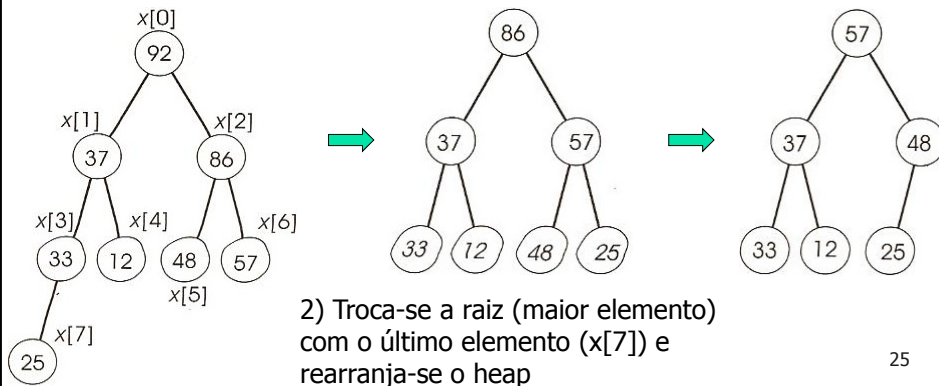 x[0]
92
x[1]
x[2]
37
86
x[3]
x[4]
x[6]
33
12
48
57
x[5]
x[7]
25
86
37
57
33
12
48
25
57
37
48
33
12
25
2) Troca-se a raiz (maior elemento)
com o último elemento (x[7]) e
rearranja-se o heap
25